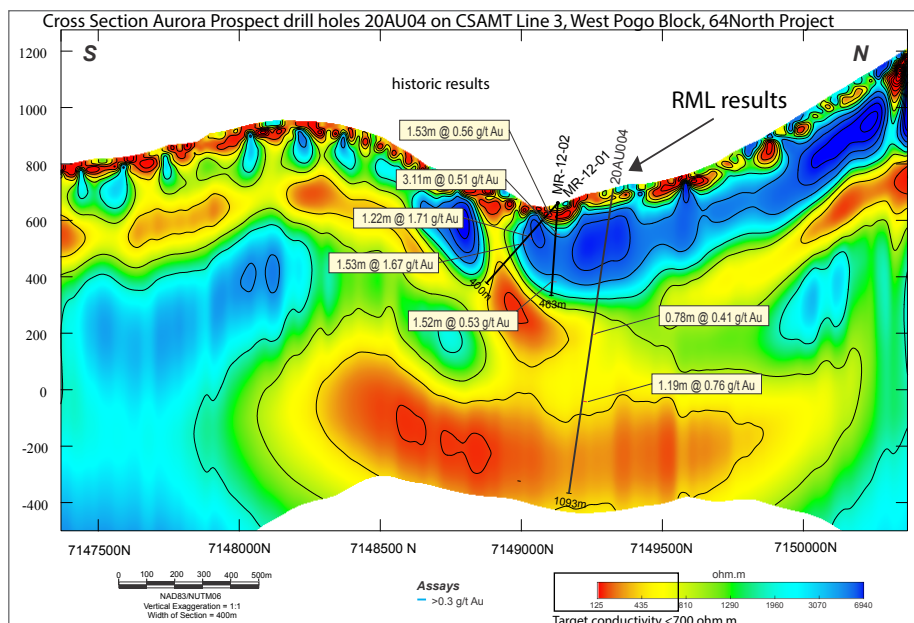 Cross Section Aurora Prospect drill holes 20AU04 on CSAMT Line 3, West Pogo Block, 64North Project
S
N
historic results
RML results
1200
1000
800
600
400
200
0
-200
-400
1.53m @ 0.56 g/t Au
3.11m @ 0.51 g/t Au
1.22m @ 1.71 g/t Au
1.53m @ 1.67 g/t Au
1.52m @ 0.53 g/t Au
0.78m @ 0.41 g/t Au
1.19m @ 0.76 g/t Au
MR-12-02
MR-12-01
20AU004
400m
463m
1093m
7147500N 7148000N 7148500N 7149000N 7149500N 7150000N
0 100 200 300 400 500m
NAD83/NUTM06
Vertical Exaggeration = 1:1
Width of Section = 400m
Assays
>0.3 g/t Au
ohm.m
125 435 810 1290 1960 3070 6940
Target conductivity <700 ohm.m